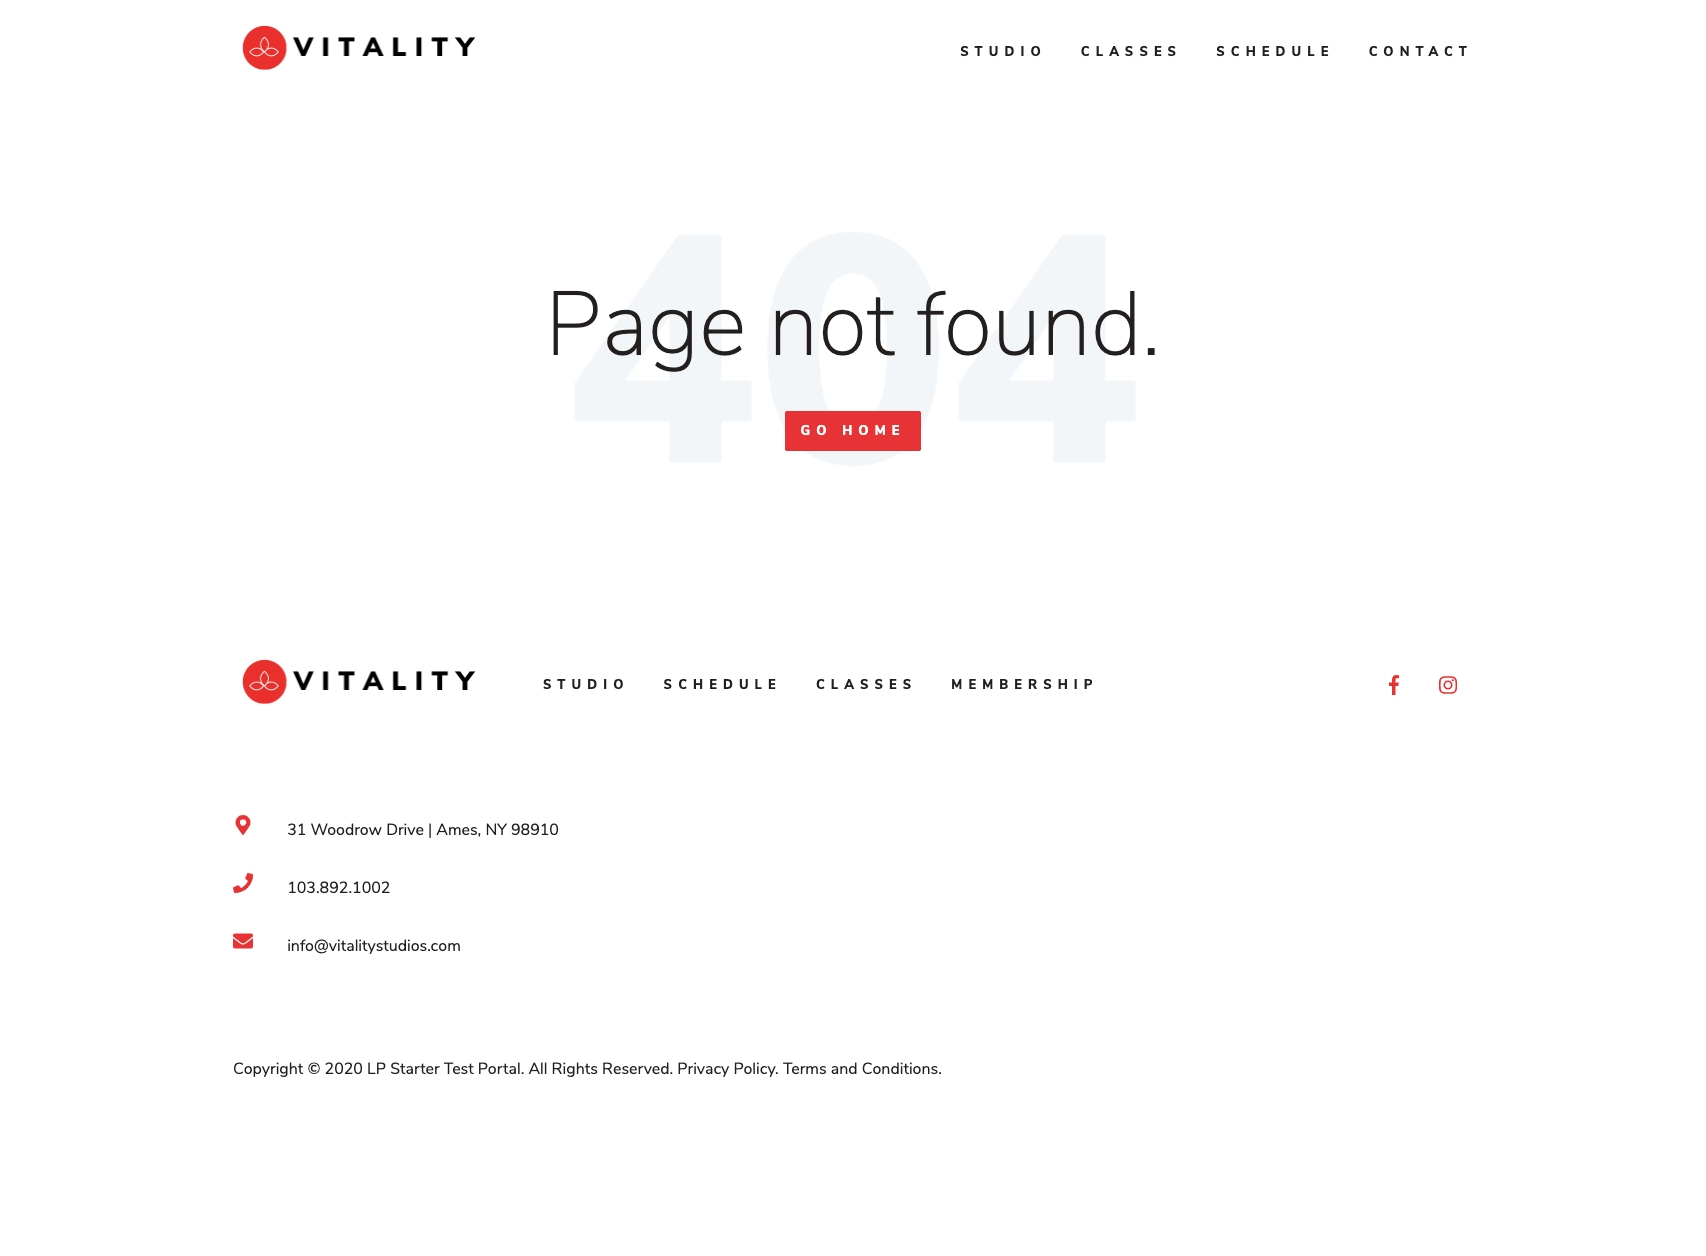 VITALITY
STUDIO CLASSES SCHEDULE CONTACT
404
Page not found.
GO HOME
VITALITY
STUDIO SCHEDULE CLASSES MEMBERSHIP
31 Woodrow Drive | Ames, NY 98910
103.892.1002
info@vitalitystudios.com
Copyright © 2020 LP Starter Test Portal. All Rights Reserved. Privacy Policy. Terms and Conditions.